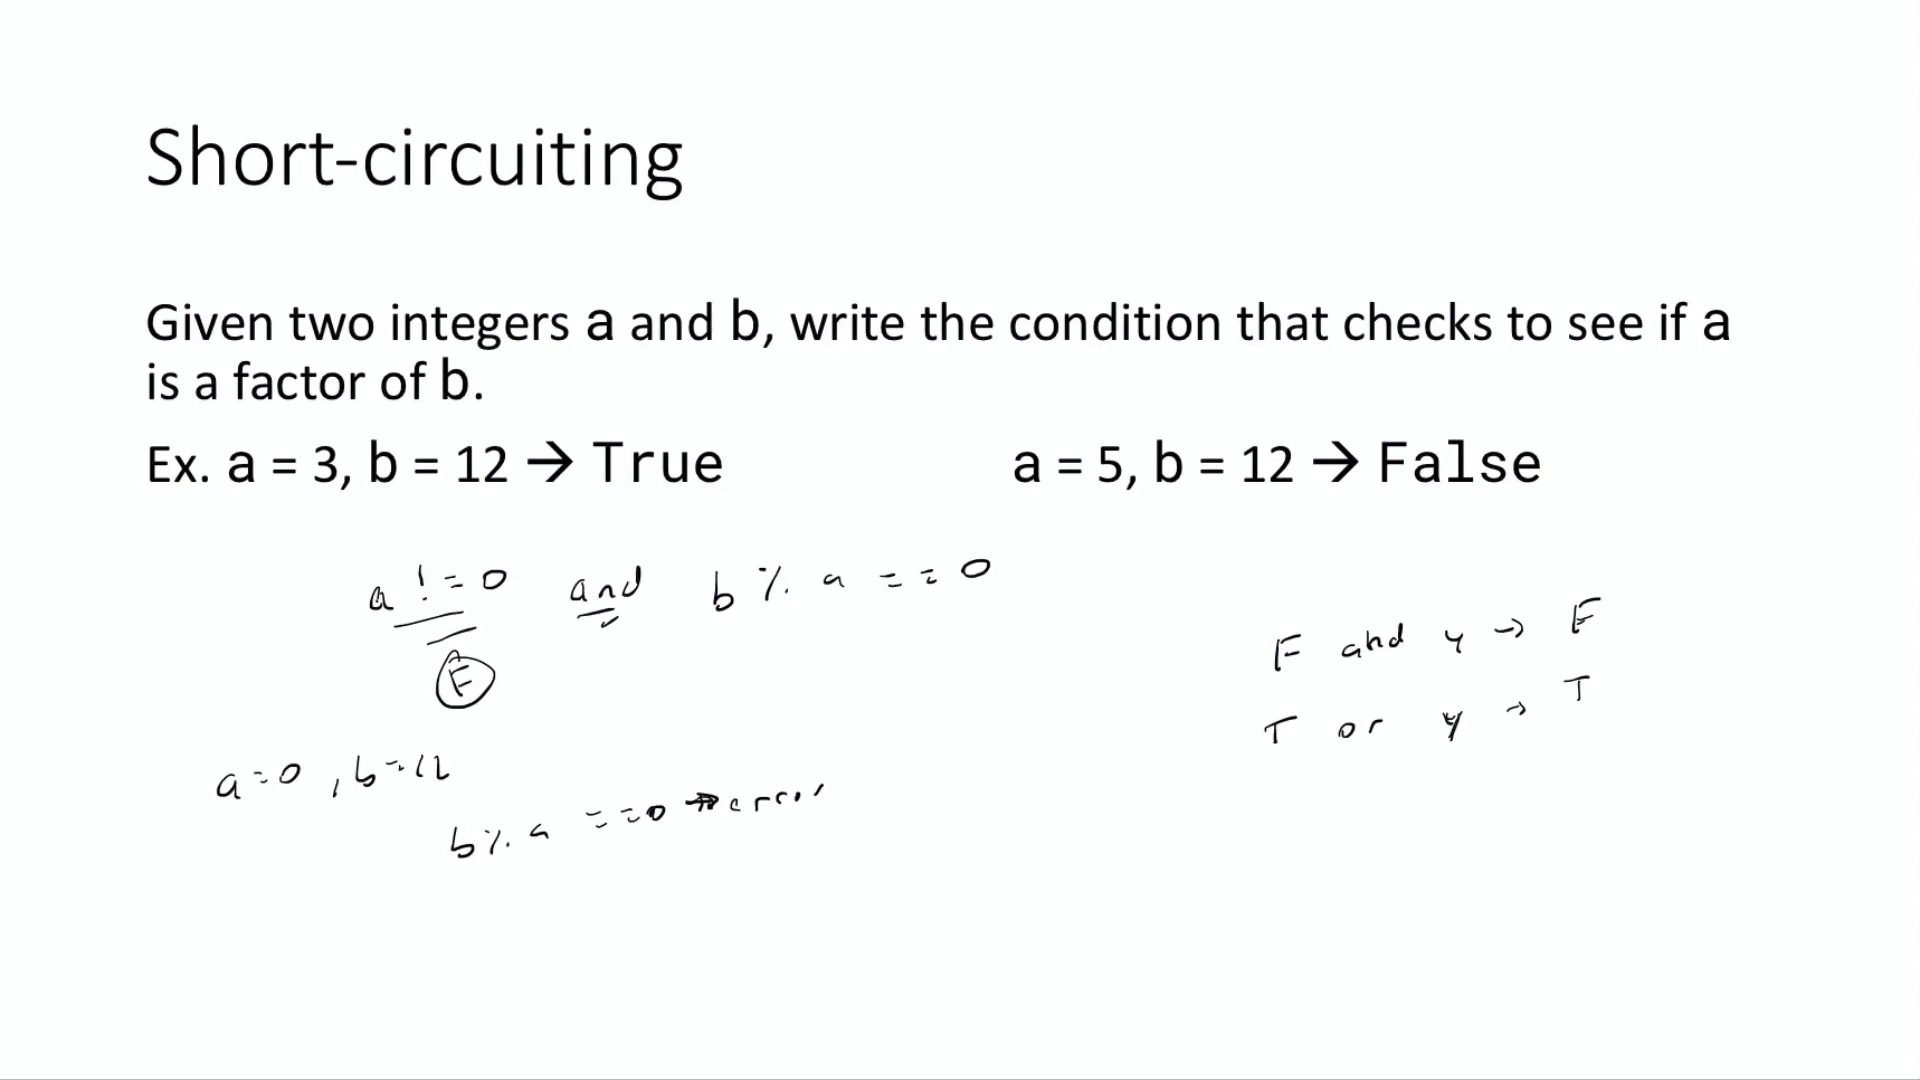 Short-circuiting
Given two integers a and b, write the condition that checks to see if a
is a factor of b.
Ex. a = 3, b = 12 → True a = 5, b = 12 → False
a != 0 and b % a == 0
F
F and y → F
T or y → T
a=0, b=12
b % a ==0 → error